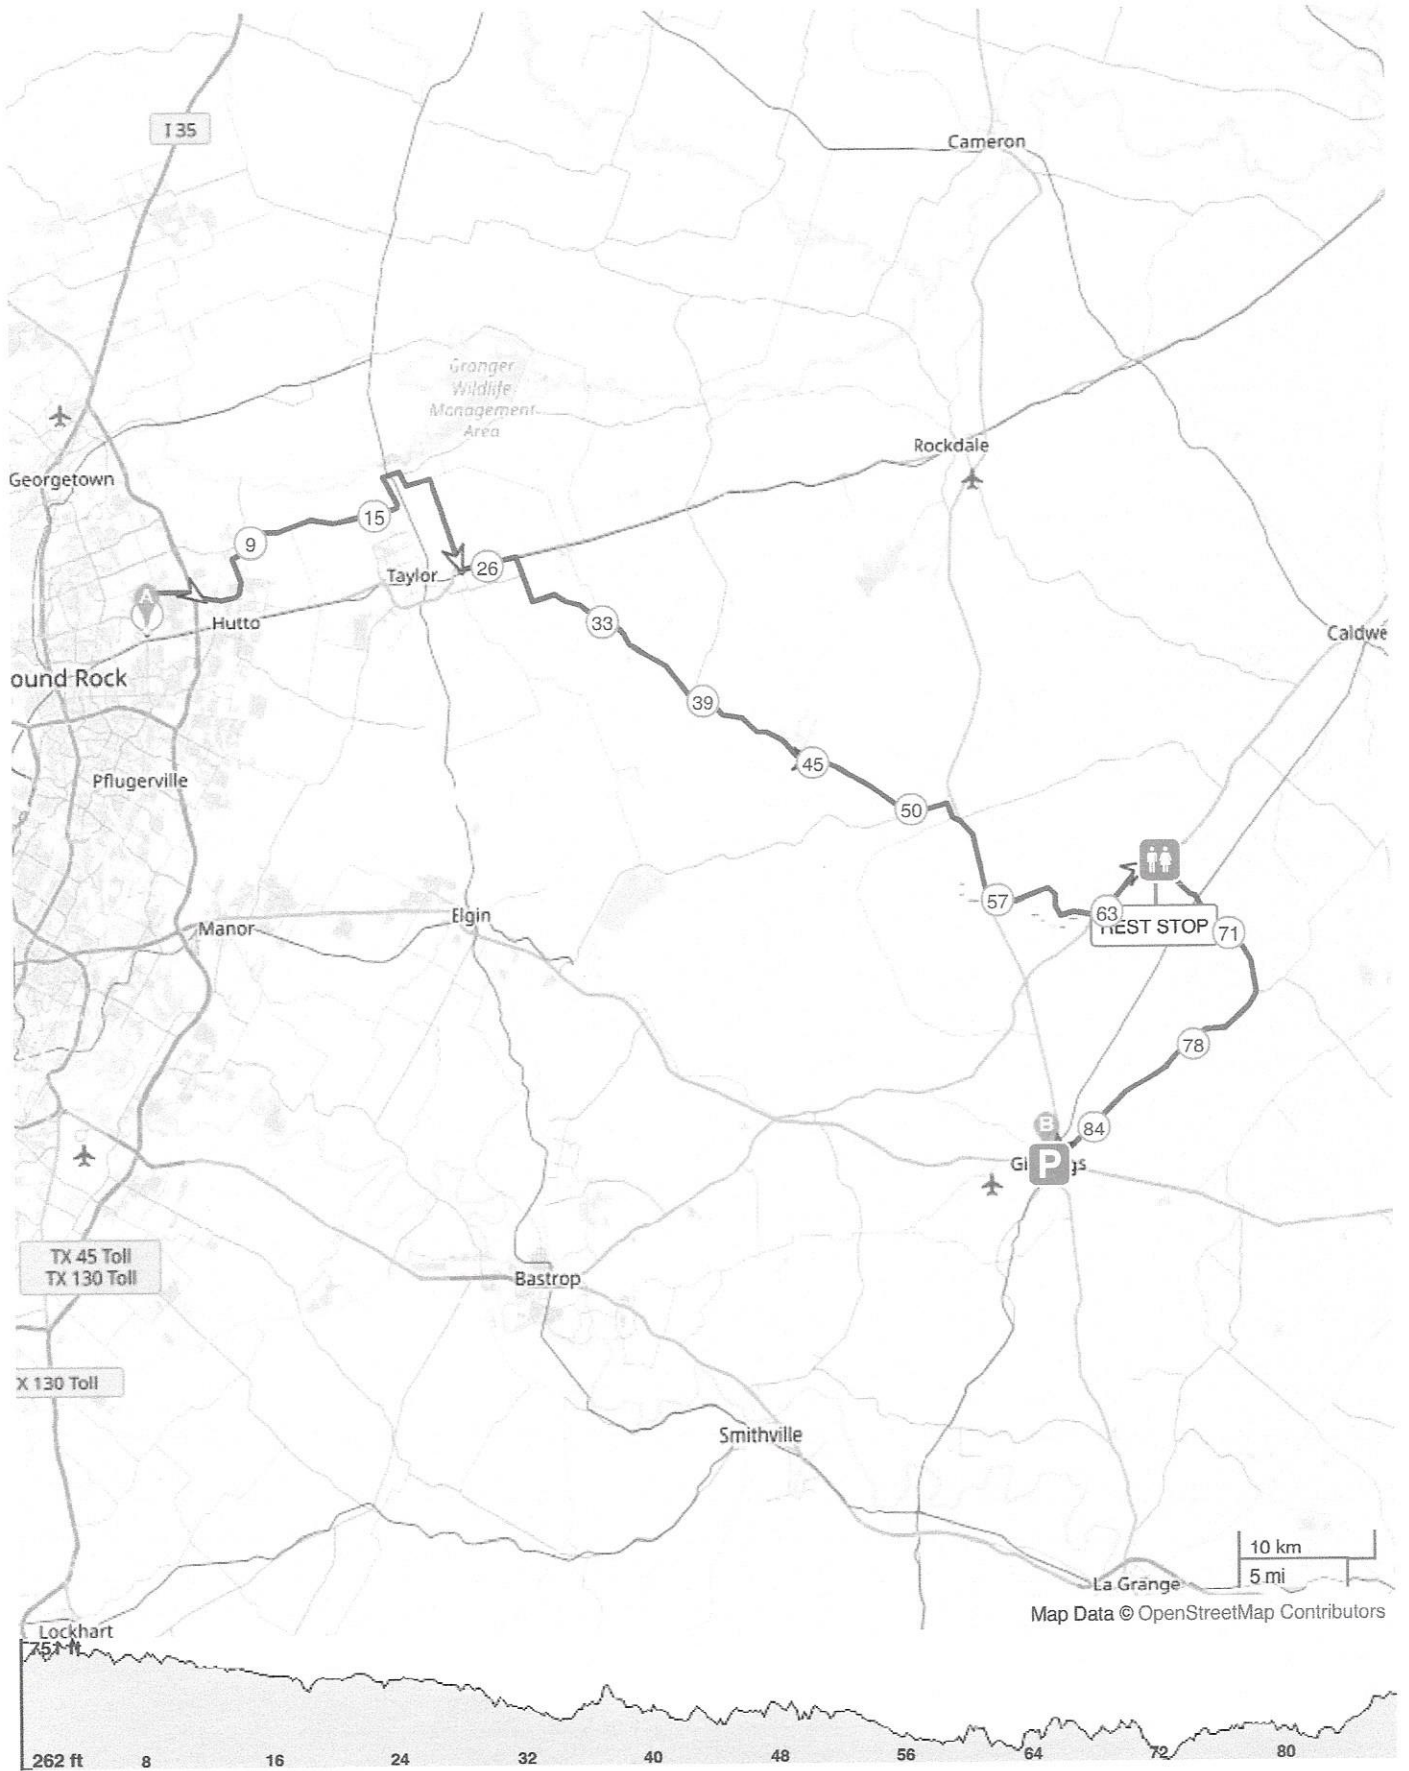 I 35
Cameron
Granger
Wildlife
Management
Area
Rockdale
Georgetown
15
9
26
Taylor
A
Hutto
33
Caldwe
ound Rock
39
45
Pflugerville
50
57
63
Elgin
Manor
REST STOP
71
78
B
84
P
TX 45 Toll
TX 130 Toll
Bastrop
X 130 Toll
Smithville
10 km
5 mi
La Grange
Map Data © OpenStreetMap Contributors
Lockhart
751 ft
262 ft 8 16 24 32 40 48 56 64 72 80